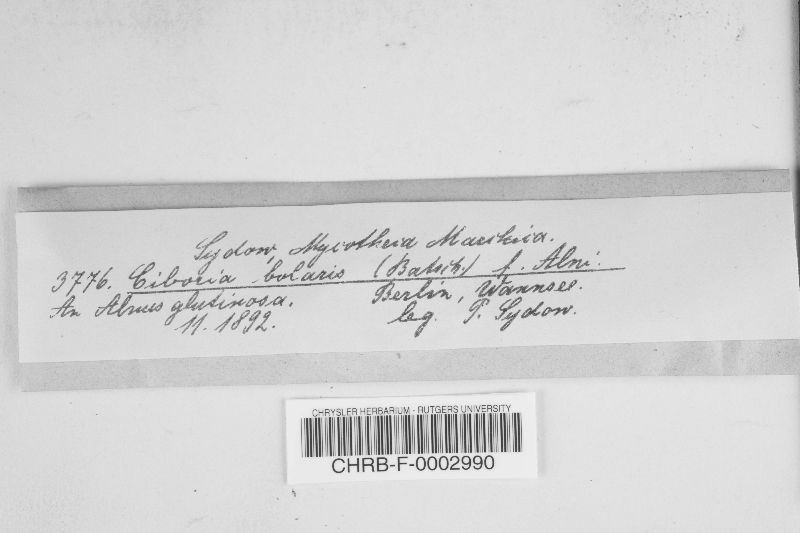 Sydow, Mycotheca Marchica.
3776. Ciboria bolaris (Batsch.) f. Alni.
An Alnus glutinosa. Berlin, Wannsee.
11. 1892. leg. P. Sydow.
CHRYSLER HERBARIUM - RUTGERS UNIVERSITY
CHRB-F-0002990